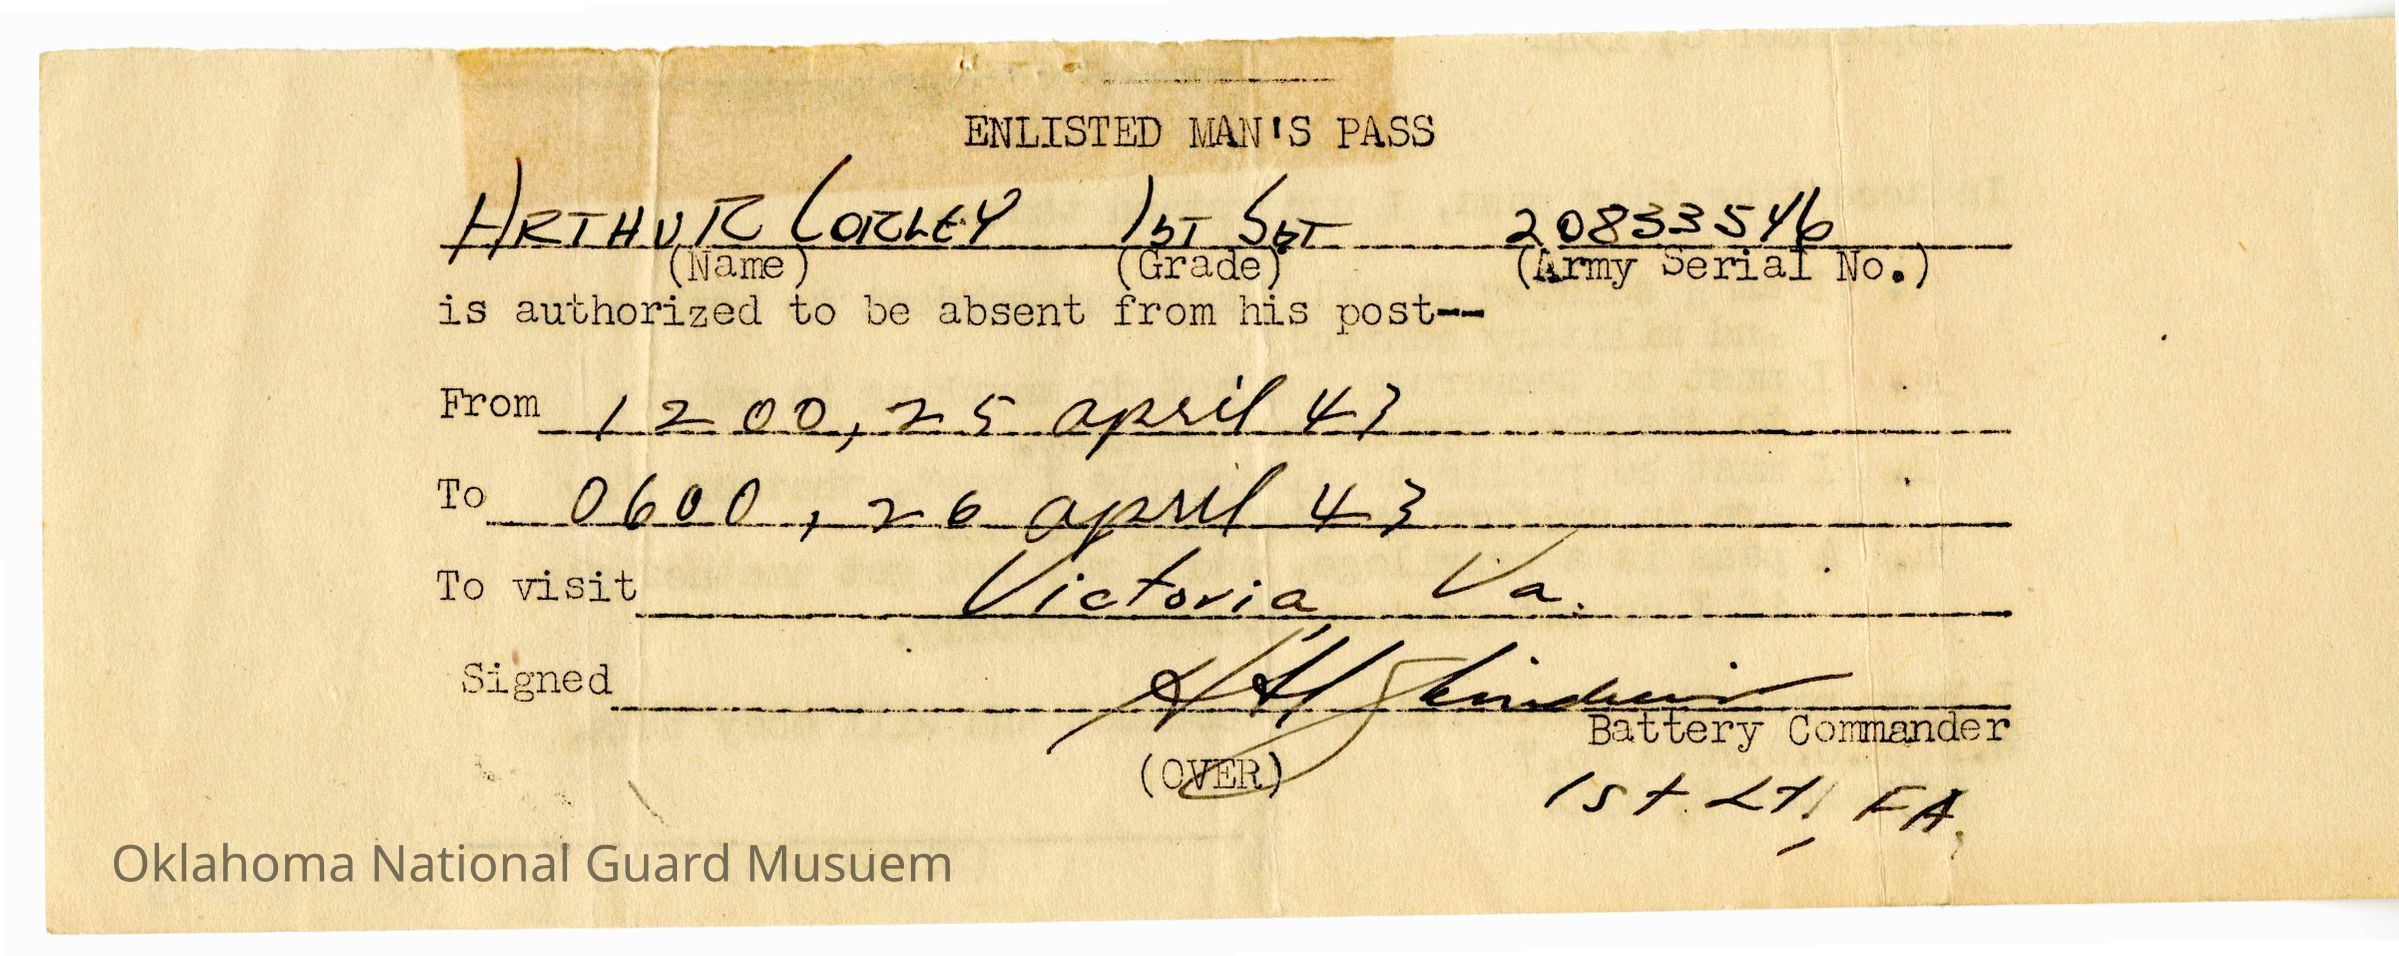 ENLISTED MAN'S PASS
ARTHUR CORLEY 1ST SGT 20833546
(Name) (Grade) (Army Serial No.)
is authorized to be absent from his post--
From 1200, 25 april 43
To 0600, 26 april 43
To visit Victoria Va.
Signed
Battery Commander
(OVER)
1st Lt, FA.
Oklahoma National Guard Musuem